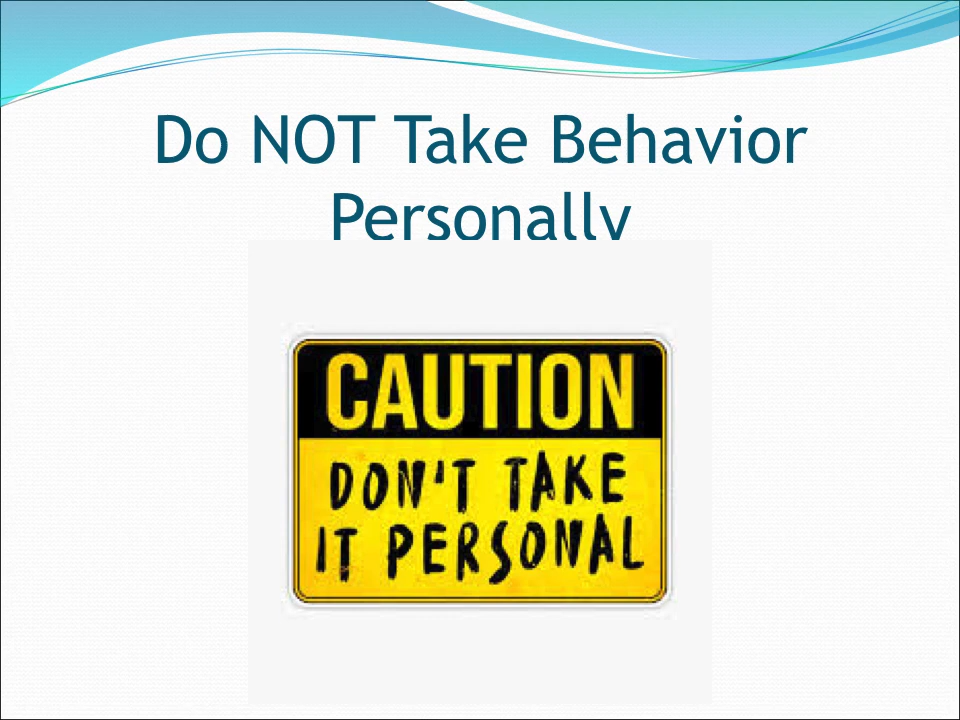 Do NOT Take Behavior
Personally
CAUTION
DON'T TAKE
IT PERSONAL